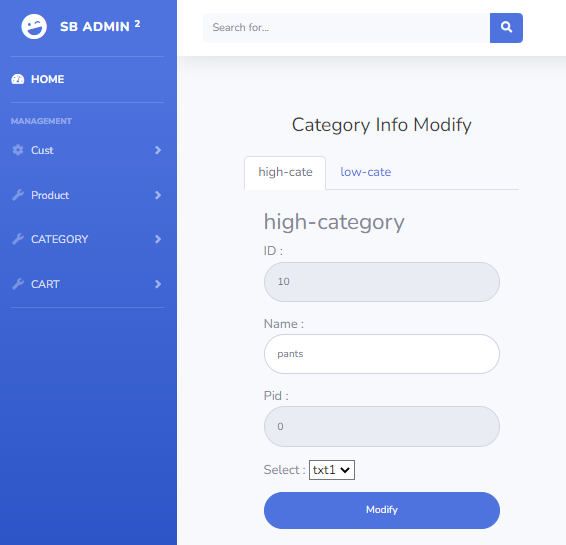 SB ADMIN 2
Search for...
HOME
MANAGEMENT
Cust
Product
CATEGORY
CART
Category Info Modify
high-cate
low-cate
high-category
ID :
10
Name :
pants
Pid :
0
Select : txt1
Modify